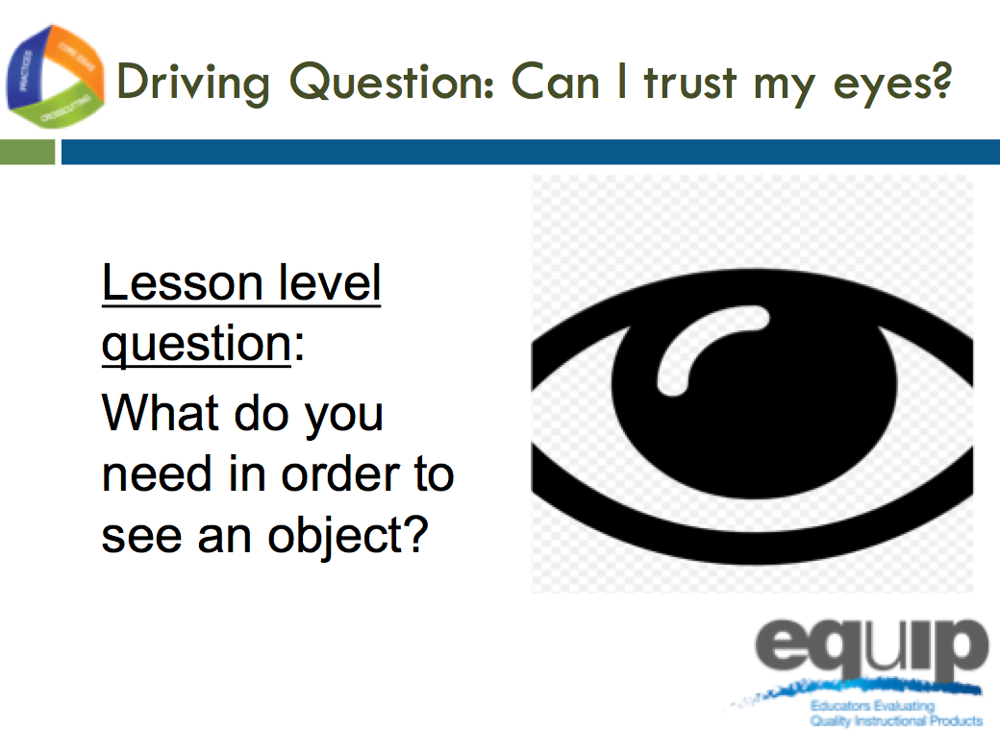 PRACTICES
CORE IDEAS
CROSSCUTTING
Driving Question: Can I trust my eyes?
Lesson level
question:
What do you
need in order to
see an object?
equip
Educators Evaluating
Quality Instructional Products